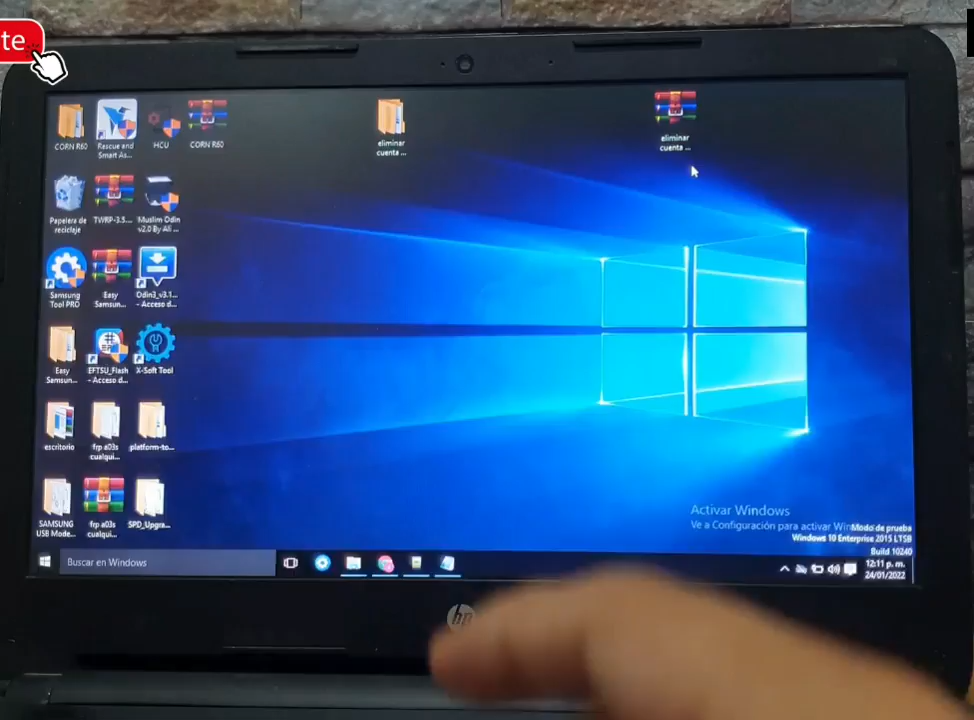 te
CORN R60
Rescue and
Smart As...
HCU
CORN R60
eliminar
cuenta ...
eliminar
cuenta ...
Papelera de
reciclaje
TWRP-3.5...
Muslim Odin
v2.0 By Ali ...
Samsung
Tool PRO
Easy
Samsun...
Odin3_v3.1...
- Acceso d...
Easy
Samsun...
EFTSU_Flash
- Acceso d...
X-Soft Tool
escritorio
frp a03s
cualqui...
platform-to...
SAMSUNG
USB Mode...
frp a03s
cualqui...
SPD_Upgra...
Activar Windows
Ve a Configuración para activar Win
Modo de prueba
Windows 10 Enterprise 2015 LTSB
Build 10240
Buscar en Windows
12:11 p. m.
24/01/2022
hp